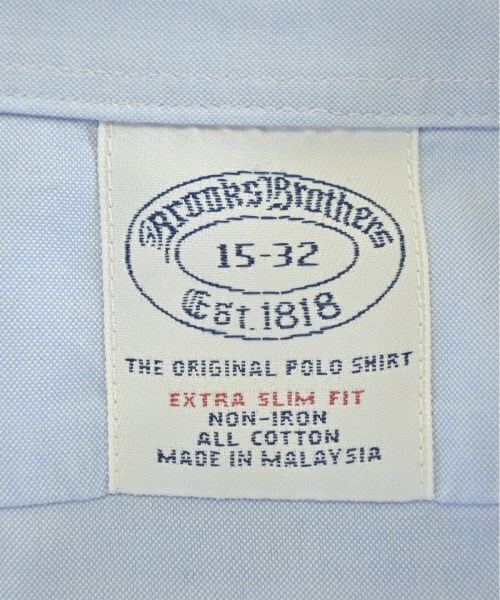 Brooks Brothers
15-32
Est. 1818
THE ORIGINAL POLO SHIRT
EXTRA SLIM FIT
NON-IRON
ALL COTTON
MADE IN MALAYSIA